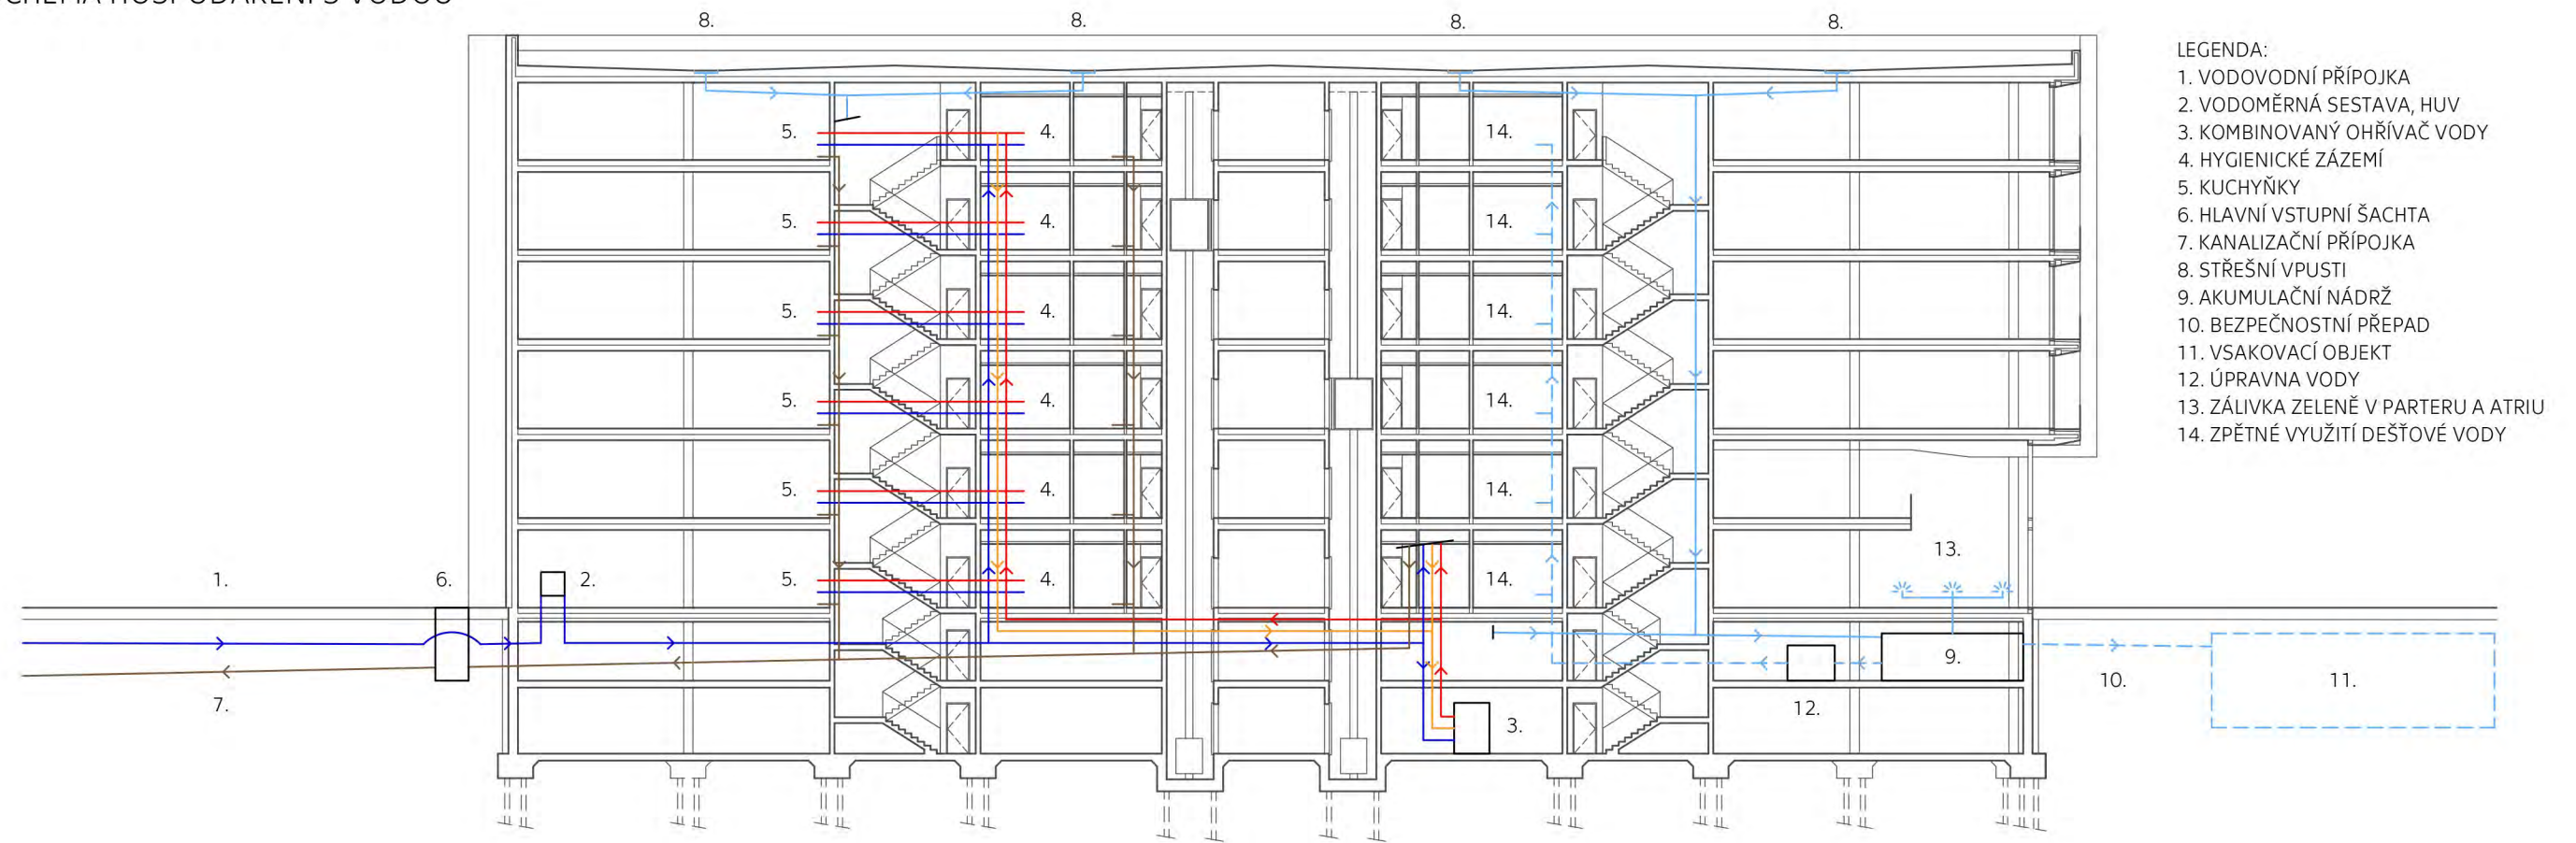 SCHÉMA HOSPODAŘENÍ S VODOU
8. 8. 8. 8.
LEGENDA:
1. VODOVODNÍ PŘÍPOJKA
2. VODOMĚRNÁ SESTAVA, HUV
3. KOMBINOVANÝ OHŘÍVAČ VODY
4. HYGIENICKÉ ZÁZEMÍ
5. KUCHYŇKY
6. HLAVNÍ VSTUPNÍ ŠACHTA
7. KANALIZAČNÍ PŘÍPOJKA
8. STŘEŠNÍ VPUSTI
9. AKUMULAČNÍ NÁDRŽ
10. BEZPEČNOSTNÍ PŘEPAD
11. VSAKOVACÍ OBJEKT
12. ÚPRAVNA VODY
13. ZÁLIVKA ZELENĚ V PARTERU A ATRIU
14. ZPĚTNÉ VYUŽITÍ DEŠŤOVÉ VODY
5. 4. 14.
5. 4. 14.
5. 4. 14.
5. 4. 14.
5. 4. 14.
13.
1. 6. 2. 5. 4. 14.
9.
7. 12. 10. 11.
3.